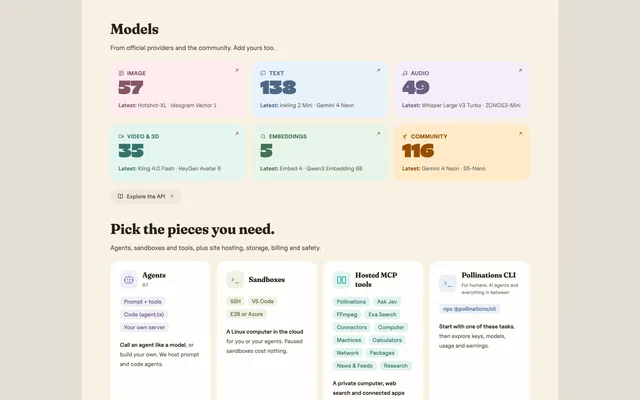 Models
From official providers and the community. Add yours too.
IMAGE
57
Latest: Hotshot-XL · Ideogram Vector 1
TEXT
138
Latest: Inkling 2 Mini · Gemini 4 Neon
AUDIO
49
Latest: Whisper Large V3 Turbo · ZONOS3-Mini
VIDEO & 3D
35
Latest: Kling 4.0 Flash · HeyGen Avatar 6
EMBEDDINGS
5
Latest: Embed 4 · Qwen3 Embedding 8B
COMMUNITY
116
Latest: Gemini 4 Neon · S5-Nano
Explore the API
Pick the pieces you need.
Agents, sandboxes and tools, plus site hosting, storage, billing and safety.
Agents
87
Prompt + tools
Code (agent.ts)
Your own server
Call an agent like a model, or
build your own. We host prompt
and code agents.
Sandboxes
SSH VS Code
E2B or Azure
A Linux computer in the cloud
for you or your agents. Paused
sandboxes cost nothing.
Hosted MCP
tools
Pollinations Ask Jev
FFmpeg Exa Search
Connectors Computer
Machines Calculators
Network Packages
News & Feeds Research
A private computer, web
search and connected apps
Pollinations CLI
For humans, AI agents and
everything in between
npx @pollinations/cli
Start with one of these tasks,
then explore keys, models,
usage and earnings.